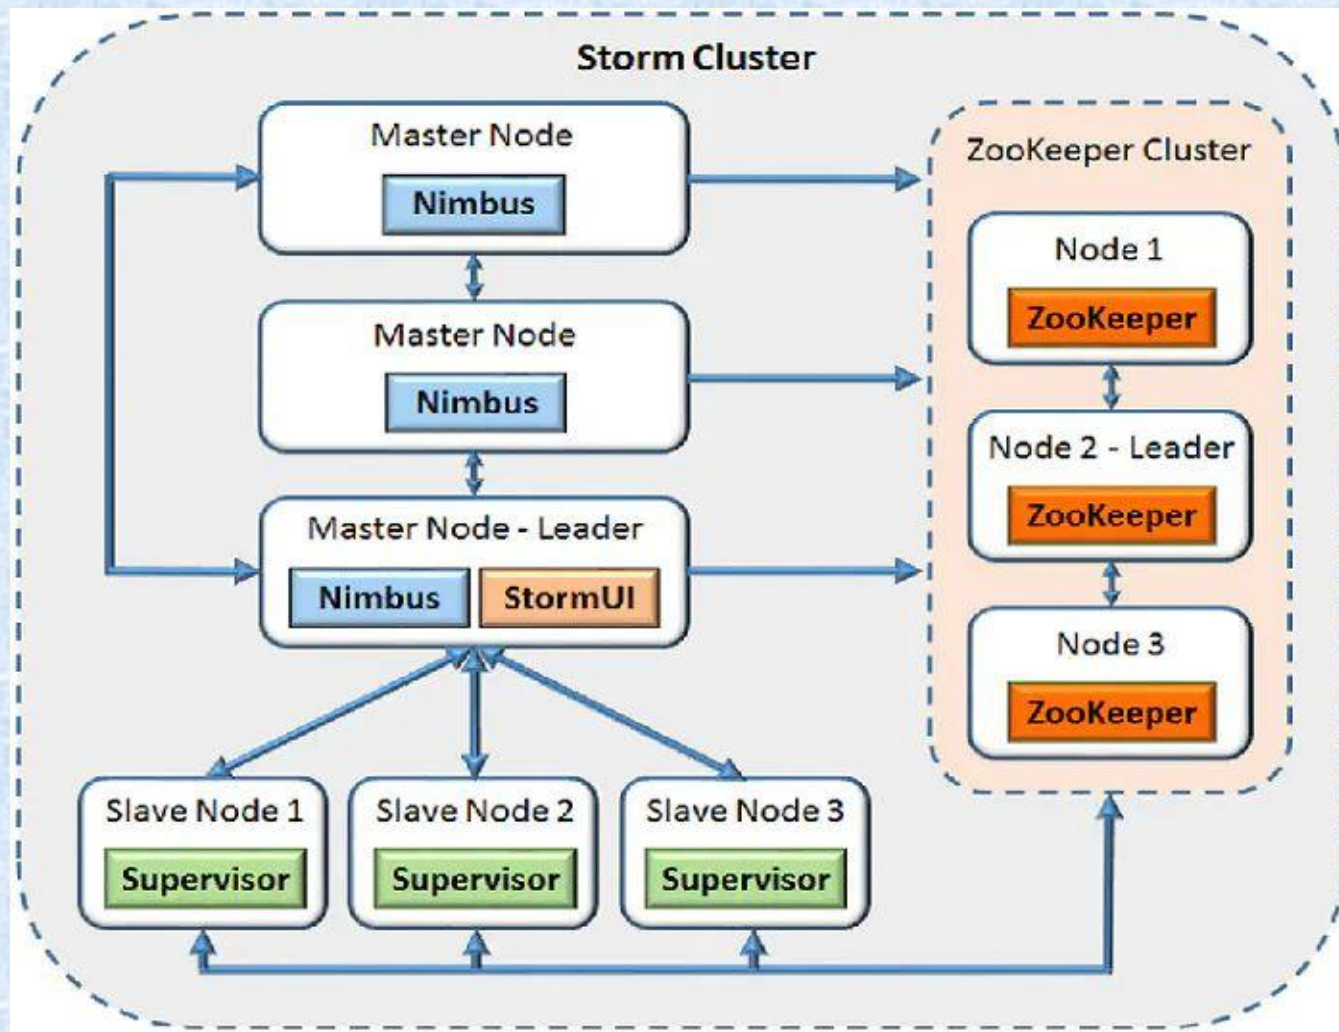 Storm Cluster
Master Node
Nimbus
Master Node
Nimbus
Master Node - Leader
Nimbus
StormUI
Slave Node 1
Supervisor
Slave Node 2
Supervisor
Slave Node 3
Supervisor
ZooKeeper Cluster
Node 1
ZooKeeper
Node 2 - Leader
ZooKeeper
Node 3
ZooKeeper